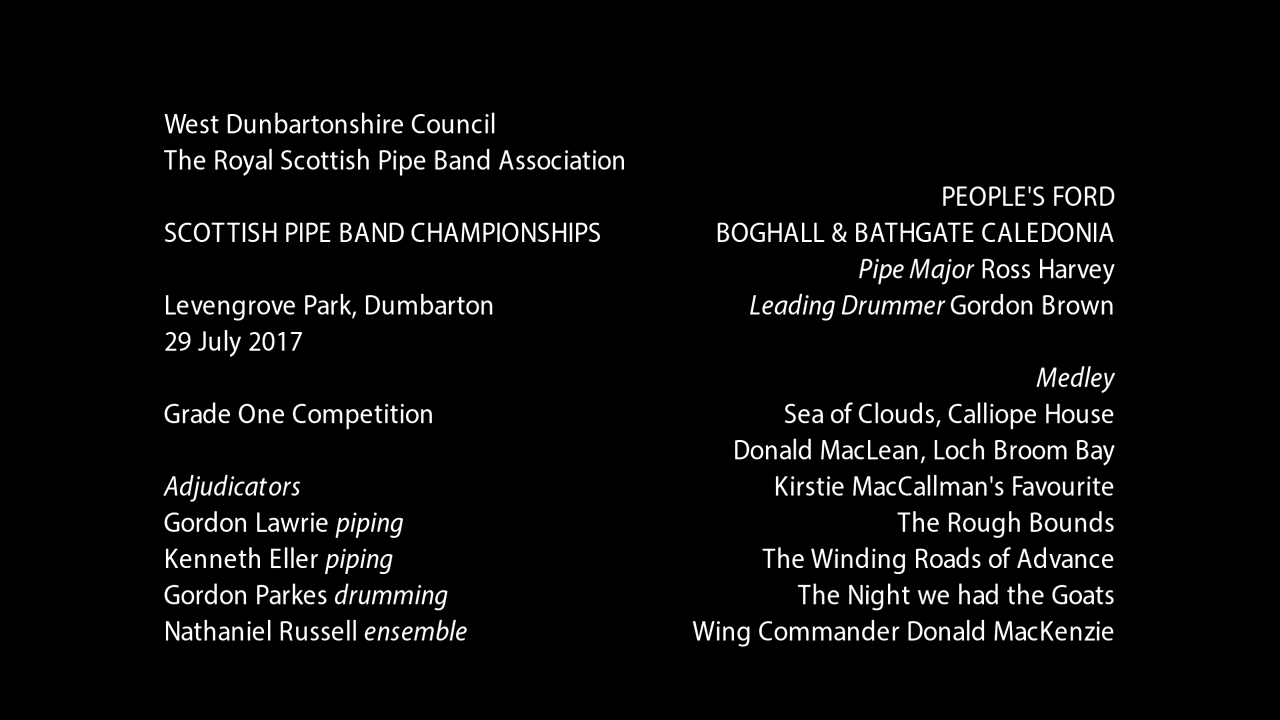 West Dunbartonshire Council
The Royal Scottish Pipe Band Association
SCOTTISH PIPE BAND CHAMPIONSHIPS
Levengrove Park, Dumbarton
29 July 2017
Grade One Competition
Adjudicators
Gordon Lawrie piping
Kenneth Eller piping
Gordon Parkes drumming
Nathaniel Russell ensemble
PEOPLE'S FORD
BOGHALL & BATHGATE CALEDONIA
Pipe Major Ross Harvey
Leading Drummer Gordon Brown
Medley
Sea of Clouds, Calliope House
Donald MacLean, Loch Broom Bay
Kirstie MacCallman's Favourite
The Rough Bounds
The Winding Roads of Advance
The Night we had the Goats
Wing Commander Donald MacKenzie